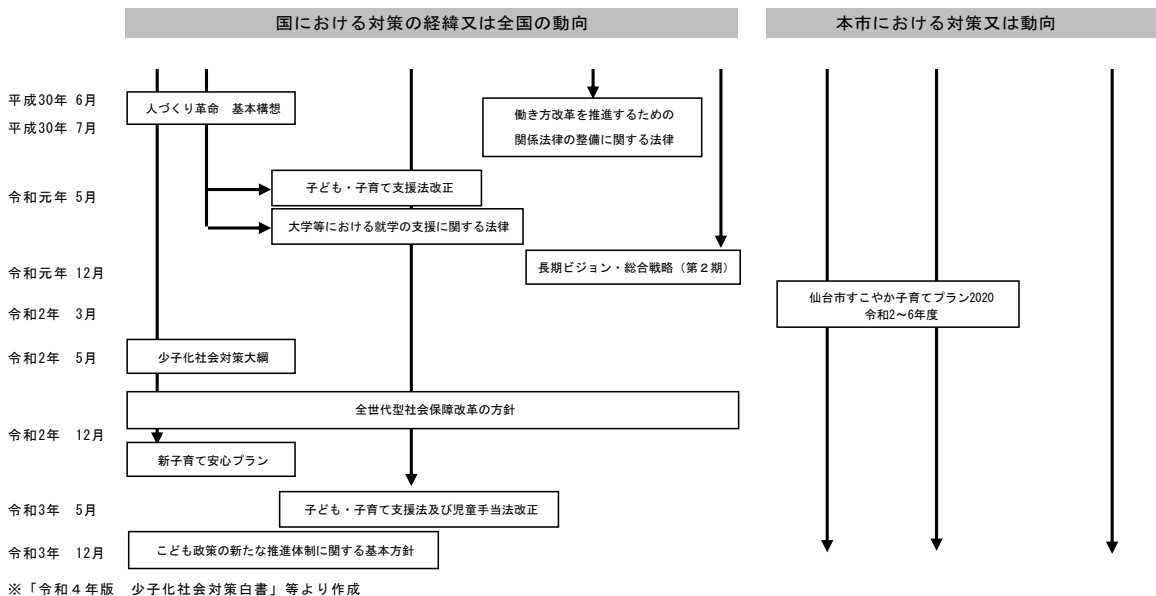 国における対策の経緯又は全国の動向
本市における対策又は動向
平成30年 6月
人づくり革命 基本構想
働き方改革を推進するための
関係法律の整備に関する法律
平成30年 7月
令和元年 5月
子ども・子育て支援法改正
大学等における就学の支援に関する法律
令和元年 12月
長期ビジョン・総合戦略（第２期）
仙台市すこやか子育てプラン2020
令和2～6年度
令和2年 3月
令和2年 5月
少子化社会対策大綱
全世代型社会保障改革の方針
令和2年 12月
新子育て安心プラン
令和3年 5月
子ども・子育て支援法及び児童手当法改正
令和3年 12月
こども政策の新たな推進体制に関する基本方針
※「令和４年版 少子化社会対策白書」等より作成